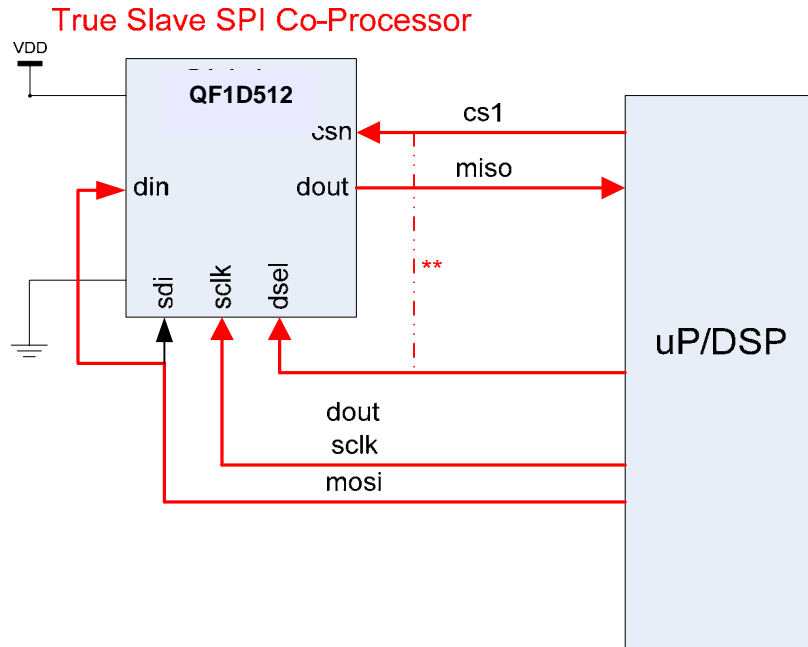 True Slave SPI Co-Processor
VDD
QF1D512
csn
cs1
din
dout
miso
sdi
sclk
dsel
**
uP/DSP
dout
sclk
mosi